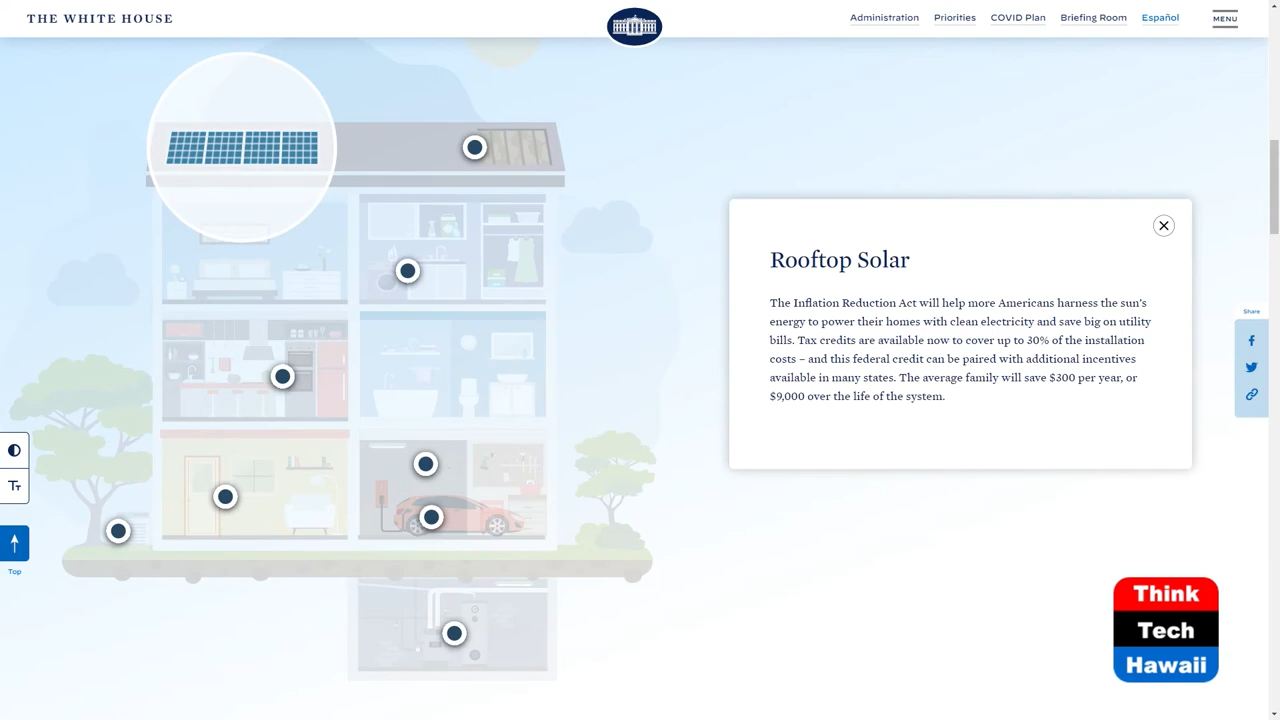 THE WHITE HOUSE
Administration
Priorities
COVID Plan
Briefing Room
Español
MENU
Rooftop Solar
The Inflation Reduction Act will help more Americans harness the sun's
energy to power their homes with clean electricity and save big on utility
bills. Tax credits are available now to cover up to 30% of the installation
costs – and this federal credit can be paired with additional incentives
available in many states. The average family will save $300 per year, or
$9,000 over the life of the system.
Share
Tт
Top
Think
Tech
Hawaii